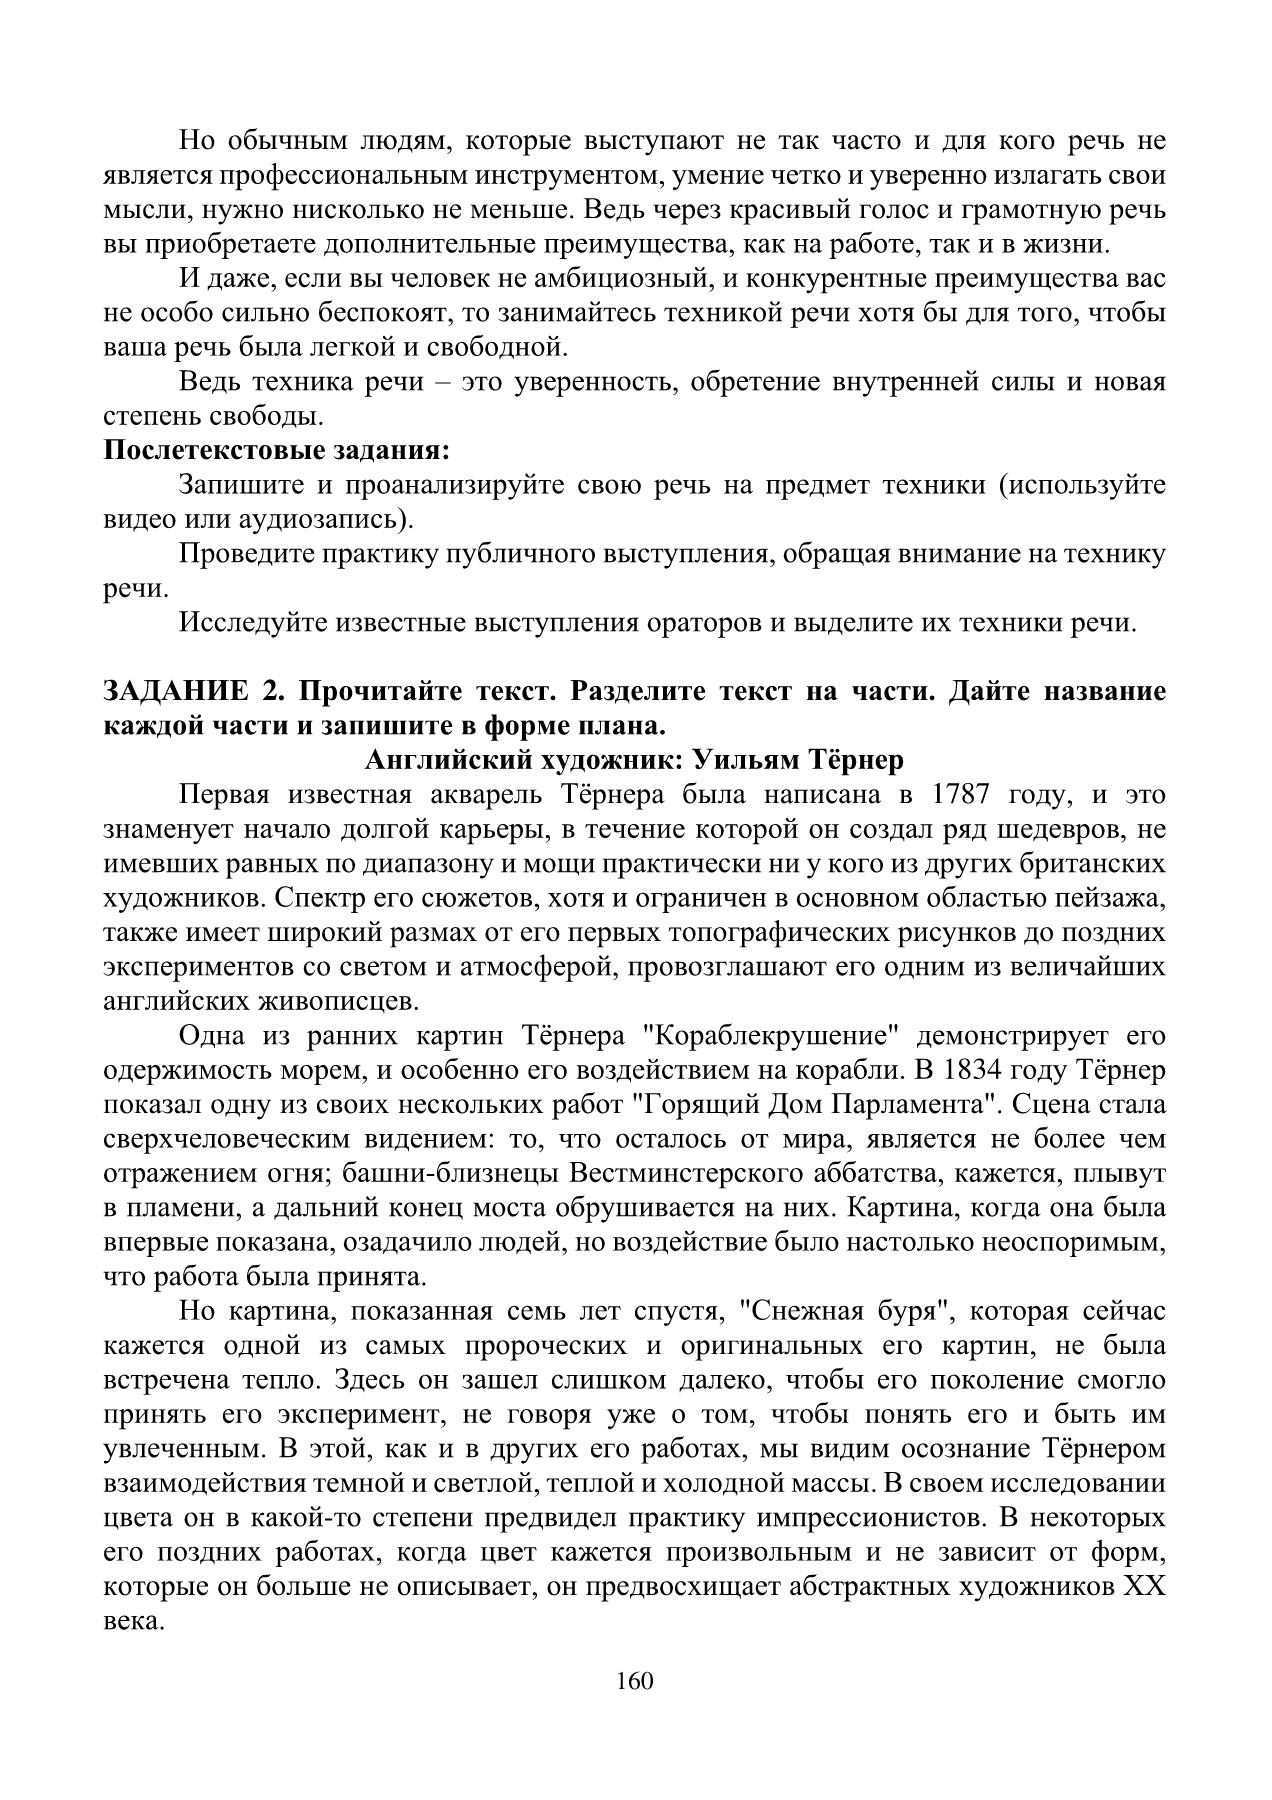 Но обычным людям, которые выступают не так часто и для кого речь не
является профессиональным инструментом, умение четко и уверенно излагать свои
мысли, нужно нисколько не меньше. Ведь через красивый голос и грамотную речь
вы приобретаете дополнительные преимущества, как на работе, так и в жизни.
И даже, если вы человек не амбициозный, и конкурентные преимущества вас
не особо сильно беспокоят, то занимайтесь техникой речи хотя бы для того, чтобы
ваша речь была легкой и свободной.
Ведь техника речи – это уверенность, обретение внутренней силы и новая
степень свободы.
Послетекстовые задания:
Запишите и проанализируйте свою речь на предмет техники (используйте
видео или аудиозапись).
Проведите практику публичного выступления, обращая внимание на технику
речи.
Исследуйте известные выступления ораторов и выделите их техники речи.
ЗАДАНИЕ 2. Прочитайте текст. Разделите текст на части. Дайте название
каждой части и запишите в форме плана.
Английский художник: Уильям Тёрнер
Первая известная акварель Тёрнера была написана в 1787 году, и это
знаменует начало долгой карьеры, в течение которой он создал ряд шедевров, не
имевших равных по диапазону и мощи практически ни у кого из других британских
художников. Спектр его сюжетов, хотя и ограничен в основном областью пейзажа,
также имеет широкий размах от его первых топографических рисунков до поздних
экспериментов со светом и атмосферой, провозглашают его одним из величайших
английских живописцев.
Одна из ранних картин Тёрнера "Кораблекрушение" демонстрирует его
одержимость морем, и особенно его воздействием на корабли. В 1834 году Тёрнер
показал одну из своих нескольких работ "Горящий Дом Парламента". Сцена стала
сверхчеловеческим видением: то, что осталось от мира, является не более чем
отражением огня; башни-близнецы Вестминстерского аббатства, кажется, плывут
в пламени, а дальний конец моста обрушивается на них. Картина, когда она была
впервые показана, озадачило людей, но воздействие было настолько неоспоримым,
что работа была принята.
Но картина, показанная семь лет спустя, "Снежная буря", которая сейчас
кажется одной из самых пророческих и оригинальных его картин, не была
встречена тепло. Здесь он зашел слишком далеко, чтобы его поколение смогло
принять его эксперимент, не говоря уже о том, чтобы понять его и быть им
увлеченным. В этой, как и в других его работах, мы видим осознание Тёрнером
взаимодействия темной и светлой, теплой и холодной массы. В своем исследовании
цвета он в какой-то степени предвидел практику импрессионистов. В некоторых
его поздних работах, когда цвет кажется произвольным и не зависит от форм,
которые он больше не описывает, он предвосхищает абстрактных художников XX
века.
160